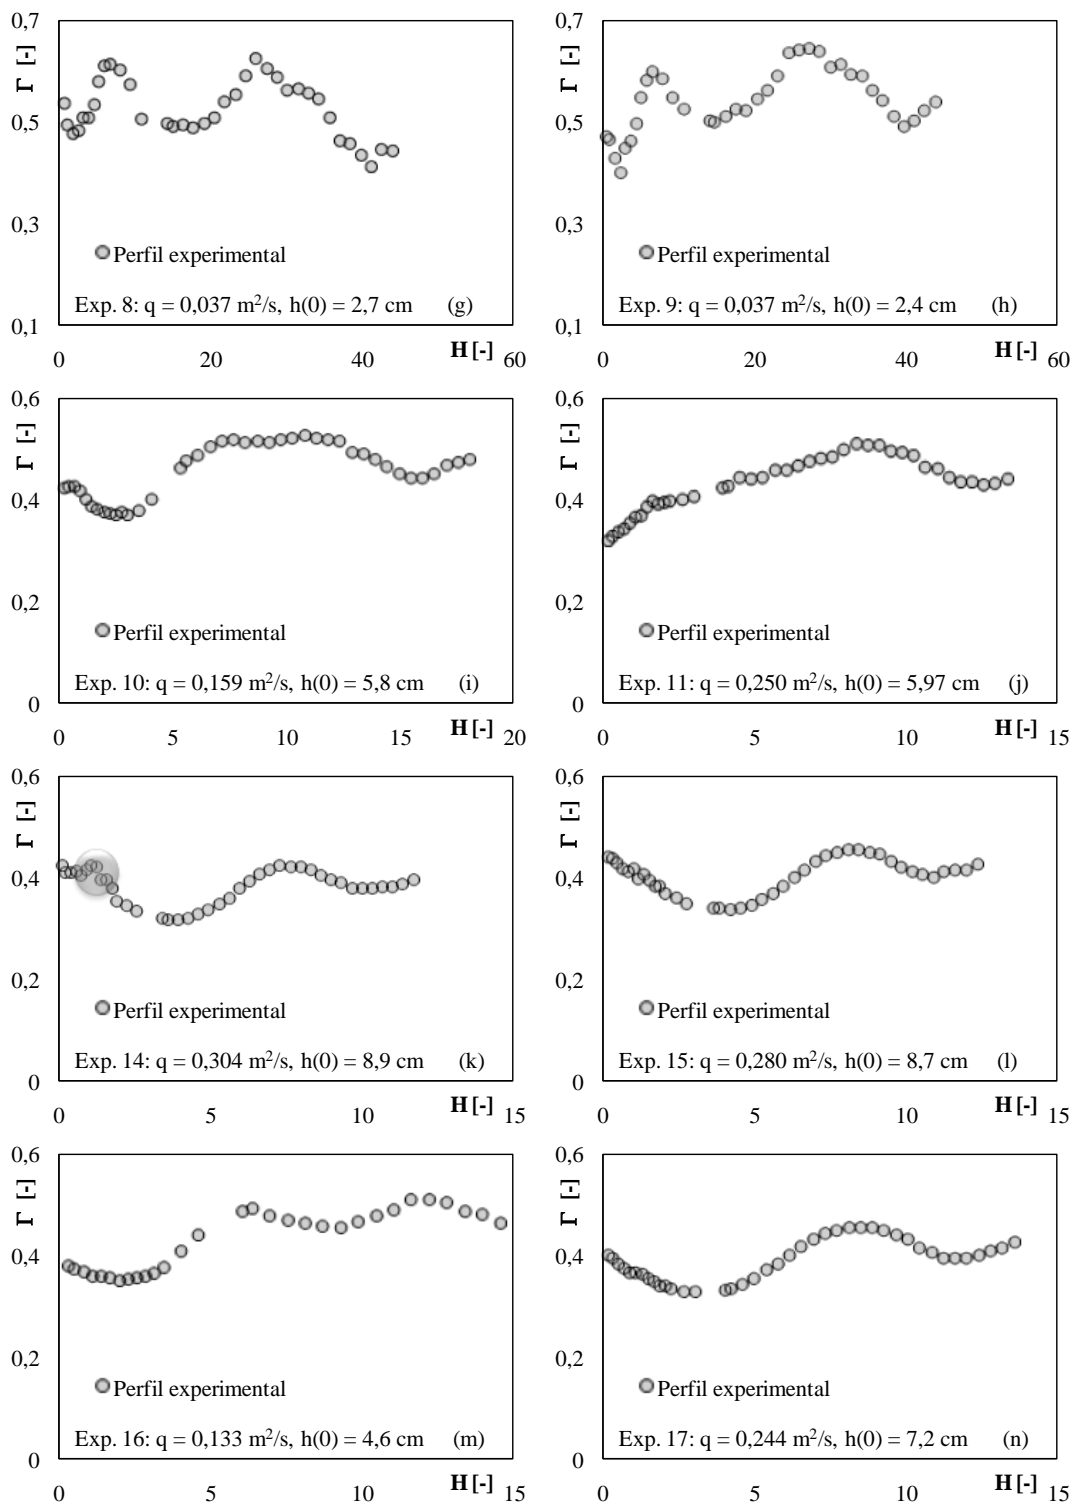 0,7
Γ [-]
0,5
0,3
Perfil experimental
Exp. 8: q = 0,037 m²/s, h(0) = 2,7 cm (g)
0,1
0 20 40 H [-] 60
0,7
Γ [-]
0,5
0,3
Perfil experimental
Exp. 9: q = 0,037 m²/s, h(0) = 2,4 cm (h)
0,1
0 20 40 H [-] 60
0,6
Γ [-]
0,4
0,2
Perfil experimental
Exp. 10: q = 0,159 m²/s, h(0) = 5,8 cm (i)
0
0 5 10 15 H [-] 20
0,6
Γ [-]
0,4
0,2
Perfil experimental
Exp. 11: q = 0,250 m²/s, h(0) = 5,97 cm (j)
0
0 5 10 H [-] 15
0,6
Γ [-]
0,4
0,2
Perfil experimental
Exp. 14: q = 0,304 m²/s, h(0) = 8,9 cm (k)
0
0 5 10 H [-] 15
0,6
Γ [-]
0,4
0,2
Perfil experimental
Exp. 15: q = 0,280 m²/s, h(0) = 8,7 cm (l)
0
0 5 10 H [-] 15
0,6
Γ [-]
0,4
0,2
Perfil experimental
Exp. 16: q = 0,133 m²/s, h(0) = 4,6 cm (m)
0
0 5 10 H [-] 15
0,6
Γ [-]
0,4
0,2
Perfil experimental
Exp. 17: q = 0,244 m²/s, h(0) = 7,2 cm (n)
0
0 5 10 H [-] 15